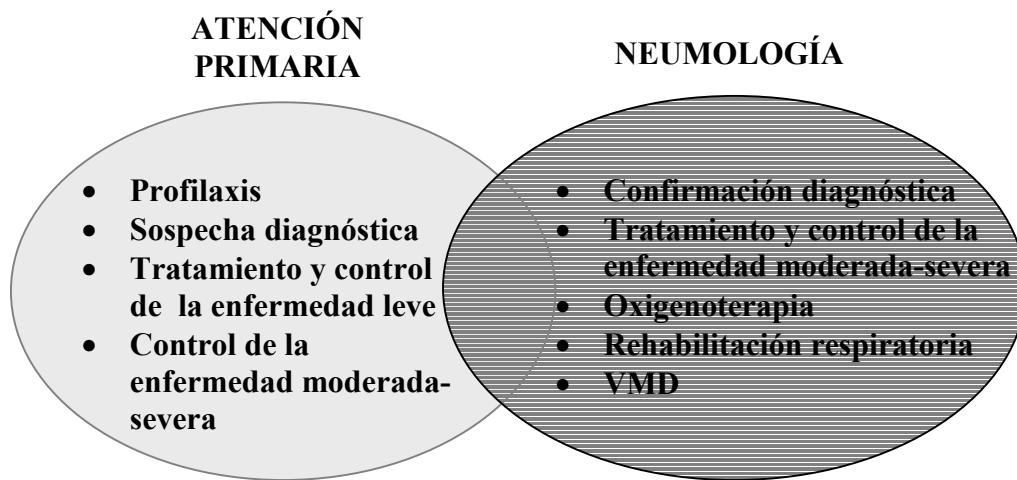 ATENCIÓN
PRIMARIA
• Profilaxis
• Sospecha diagnóstica
• Tratamiento y control
de la enfermedad leve
• Control de la
enfermedad moderada-
severa
NEUMOLOGÍA
• Confirmación diagnóstica
• Tratamiento y control de la
enfermedad moderada-severa
• Oxigenoterapia
• Rehabilitación respiratoria
• VMD